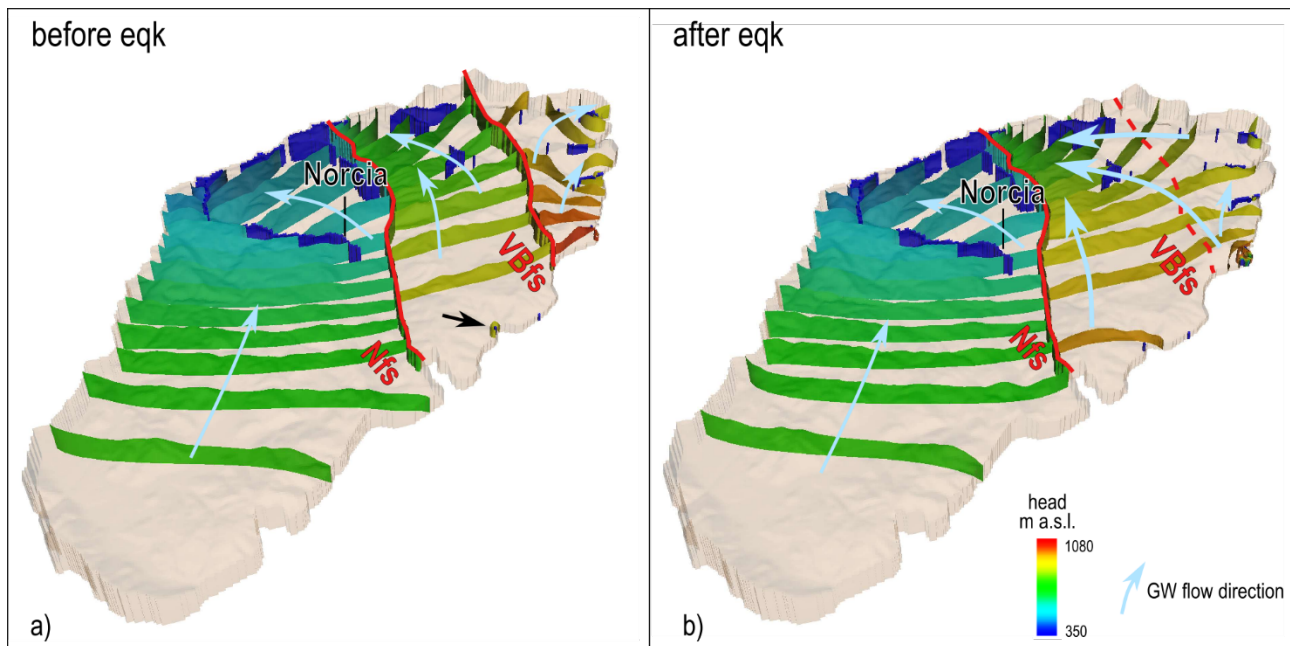 before eqk
Norcia
VBfs
Nfs
a)
after eqk
Norcia
VBfs
Nfs
head
m a.s.l.
1080
350
GW flow direction
b)